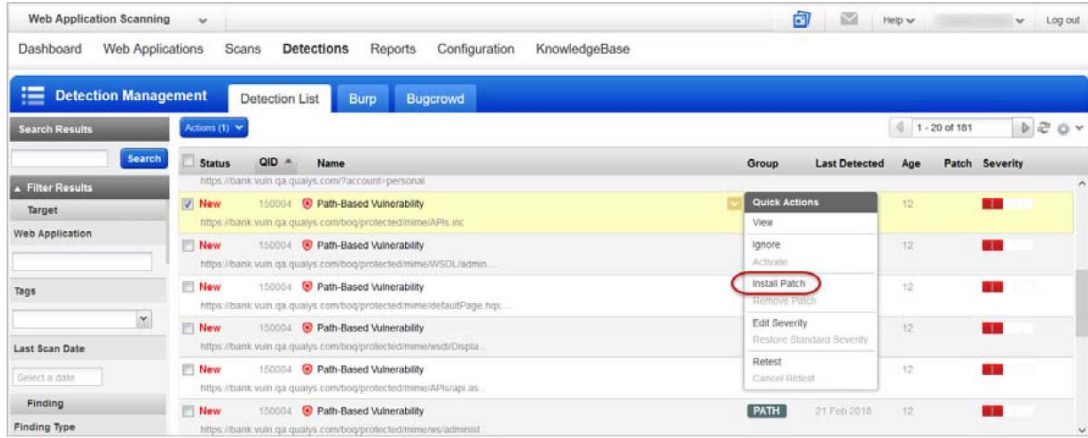 Web Application Scanning
Help
Log out
Dashboard Web Applications Scans Detections Reports Configuration KnowledgeBase
Detection Management
Detection List Burp Bugcrowd
Search Results
Actions (1)
1 - 20 of 161
Search
Status QID Name Group Last Detected Age Patch Severity
https://bank.vuln.qa.qualys.com/?account=personal
Filter Results
New 150004 Path-Based Vulnerability 12
https://bank.vuln.qa.qualys.com/boq/protected/mime/APIs.inc
Quick Actions
View
Ignore
Activate
Install Patch
Remove Patch
Edit Severity
Restore Standard Severity
Retest
Cancel Retest
Target
Web Application
New 150004 Path-Based Vulnerability 12
https://bank.vuln.qa.qualys.com/boq/protected/mime/WSDL/admin....
Tags
New 150004 Path-Based Vulnerability 12
https://bank.vuln.qa.qualys.com/boq/protected/mime/defaultPage.hqx...
New 150004 Path-Based Vulnerability 12
https://bank.vuln.qa.qualys.com/boq/protected/mime/wsdl/Displa...
Last Scan Date
Select a date
New 150004 Path-Based Vulnerability 12
https://bank.vuln.qa.qualys.com/boq/protected/mime/APIs/api.as...
Finding
New 150004 Path-Based Vulnerability PATH 21 Feb 2018 12
https://bank.vuln.qa.qualys.com/boq/protected/mime/ws/administ...
Finding Type